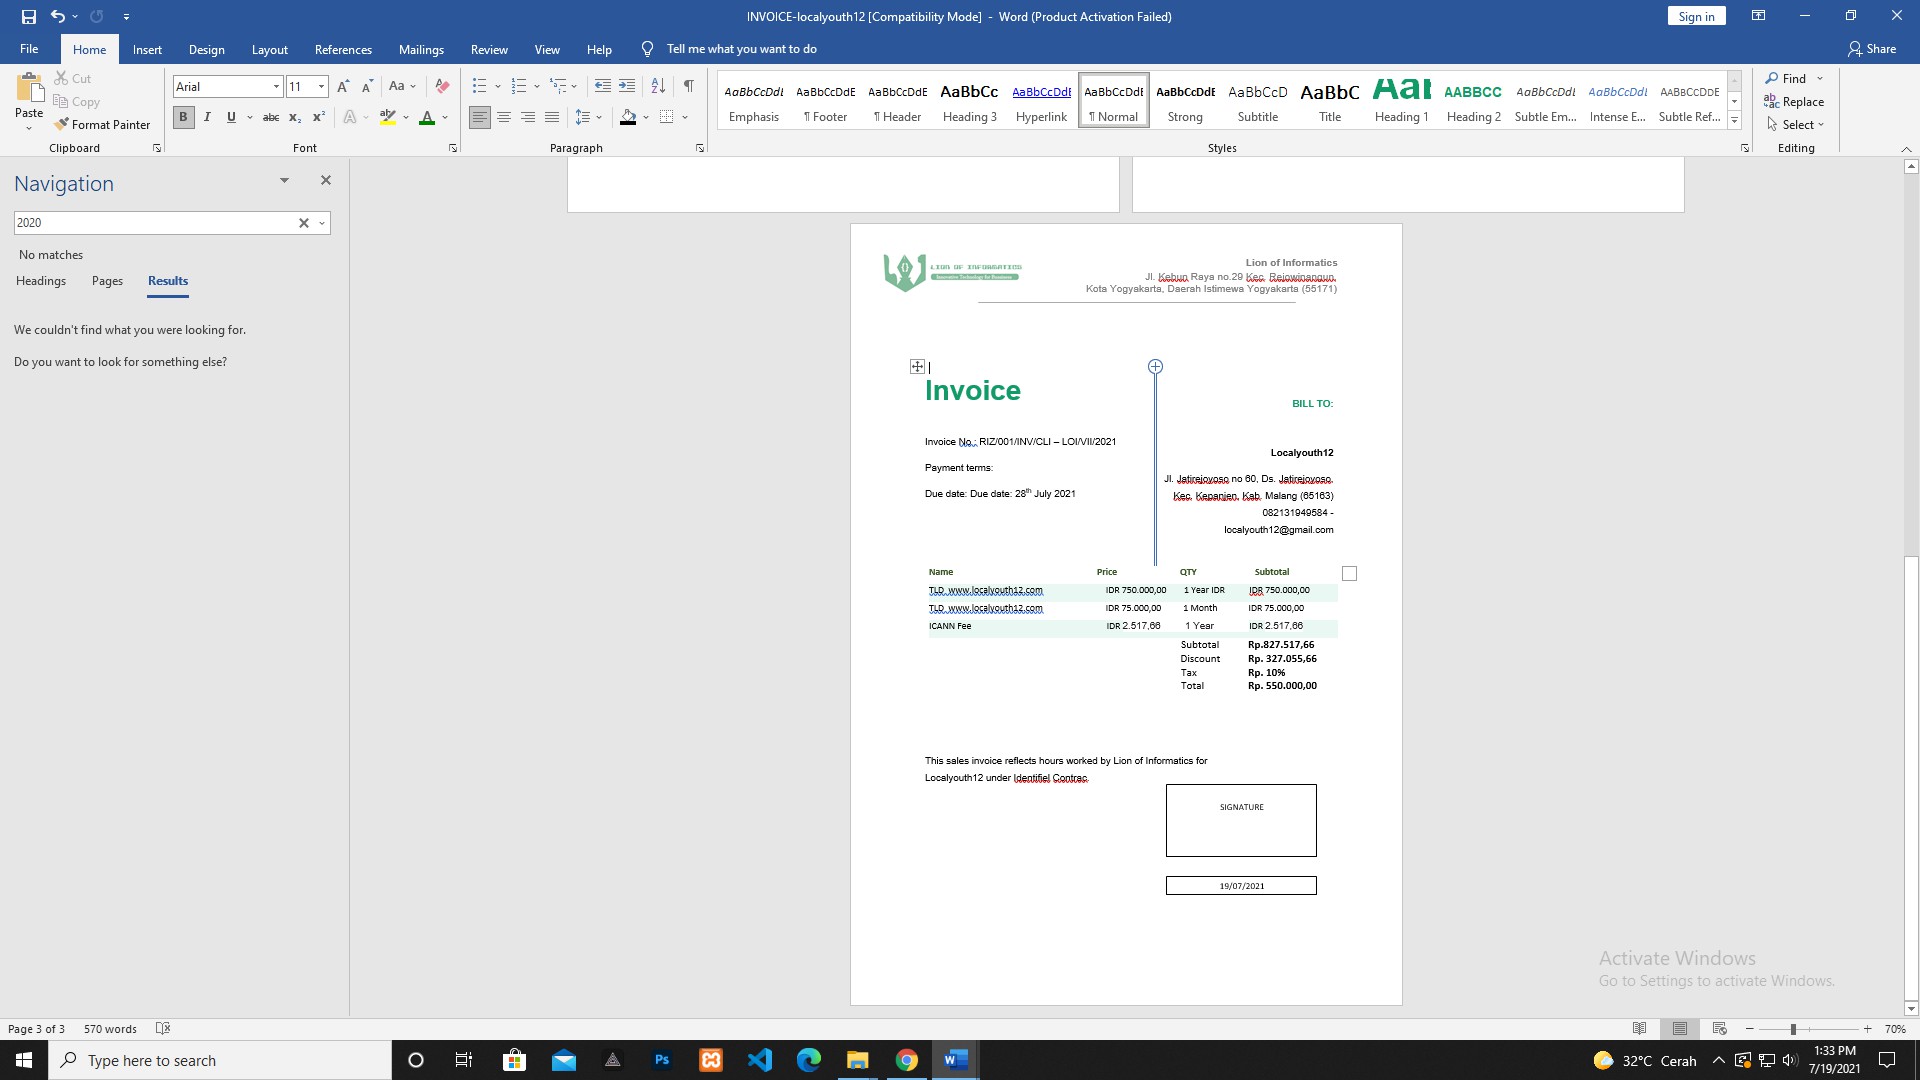 INVOICE-localyouth12 [Compatibility Mode] - Word (Product Activation Failed)
Sign in
File Home Insert Design Layout References Mailings Review View Help Tell me what you want to do
Share
Paste
Cut
Copy
Format Painter
Clipboard
Arial 11
Font
Paragraph
AaBbCcDdE AaBbCcDdE AaBbCcDdE AaBbCc AaBbCcDdE AaBbCcDdE AaBbCcDdE AaBbCcD AaBbC AaI AABBCC AaBbCcDdE AaBbCcDdE AABBCCDDE
Emphasis ¶ Footer ¶ Header Heading 3 Hyperlink ¶ Normal Strong Subtitle Title Heading 1 Heading 2 Subtle Em... Intense E... Subtle Ref...
Styles
Find
Replace
Select
Editing
Navigation
2020
No matches
Headings Pages Results
We couldn't find what you were looking for.
Do you want to look for something else?
LION OF INFORMATICS
Innovative Technology for Business
Lion of Informatics
Jl. Kebun Raya no.29 Kec. Rejowinangun,
Kota Yogyakarta, Daerah Istimewa Yogyakarta (55171)
Invoice
BILL TO:
Invoice No.: RIZ/001/INV/CLI – LOI/VII/2021
Payment terms:
Due date: Due date: 28th July 2021
Localyouth12
Jl. Jatirejoyoso no 60, Ds. Jatirejoyoso,
Kec. Kepanjen, Kab. Malang (65163)
082131949584 -
localyouth12@gmail.com
Name Price QTY Subtotal
TLD www.localyouth12.com IDR 750.000,00 1 Year IDR IDR 750.000,00
TLD www.localyouth12.com IDR 75.000,00 1 Month IDR 75.000,00
ICANN Fee IDR 2.517,66 1 Year IDR 2.517,66
Subtotal Rp.827.517,66
Discount Rp. 327.055,66
Tax Rp. 10%
Total Rp. 550.000,00
This sales invoice reflects hours worked by Lion of Informatics for
Localyouth12 under Identifiel Contrac.
SIGNATURE
19/07/2021
Activate Windows
Go to Settings to activate Windows.
Page 3 of 3 570 words
70%
Type here to search
32°C Cerah
1:33 PM
7/19/2021